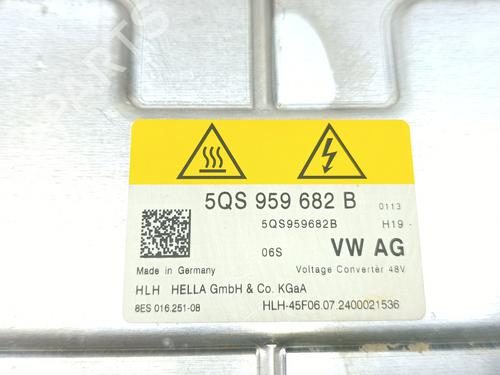 5QS 959 682 B 0113
5QS959682B H19
06S VW AG
Made in Germany Voltage Converter 48V
HLH HELLA GmbH & Co. KGaA
8ES 016.251-08 HLH-45F06.07.2400021536